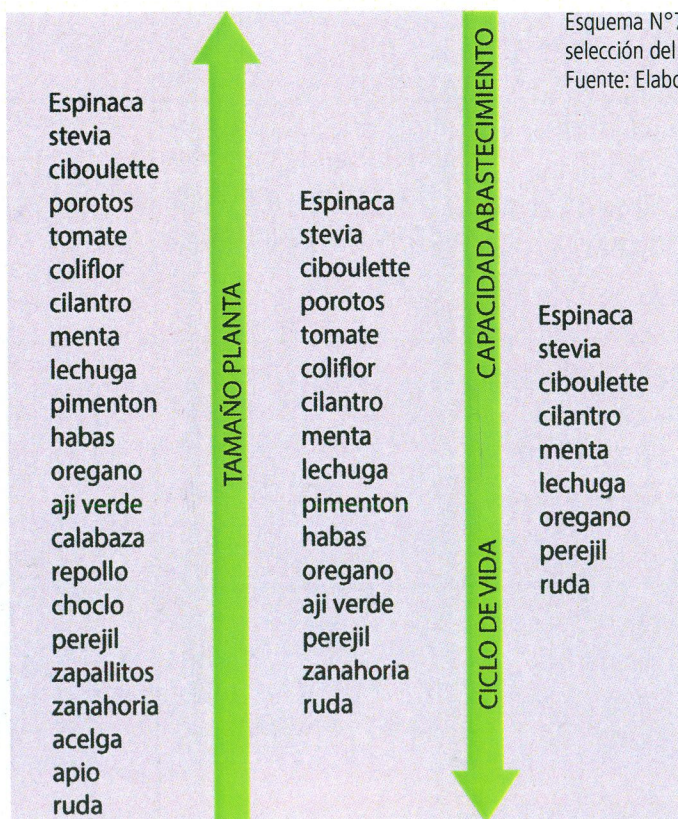 Esquema N°7
selección del
Fuente:
Espinaca
stevia
ciboulette
porotos
tomate
coliflor
cilantro
menta
lechuga
pimenton
habas
oregano
aji verde
calabaza
repollo
choclo
perejil
zapallitos
zanahoria
acelga
apio
ruda
TAMAÑO PLANTA
Espinaca
stevia
ciboulette
porotos
tomate
coliflor
cilantro
menta
lechuga
pimenton
habas
oregano
aji verde
perejil
zanahoria
ruda
CAPACIDAD ABASTECIMIENTO
CICLO DE VIDA
Espinaca
stevia
ciboulette
cilantro
menta
lechuga
oregano
perejil
ruda